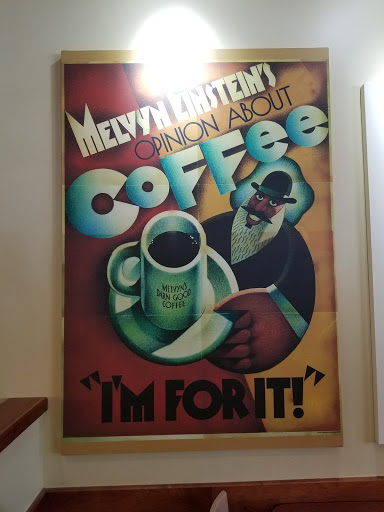 MELVYN EINSTEIN'S
OPINION ABOUT
COFFEE
MELVYN'S
DARN GOOD
COFFEE
"I'M FOR IT!"